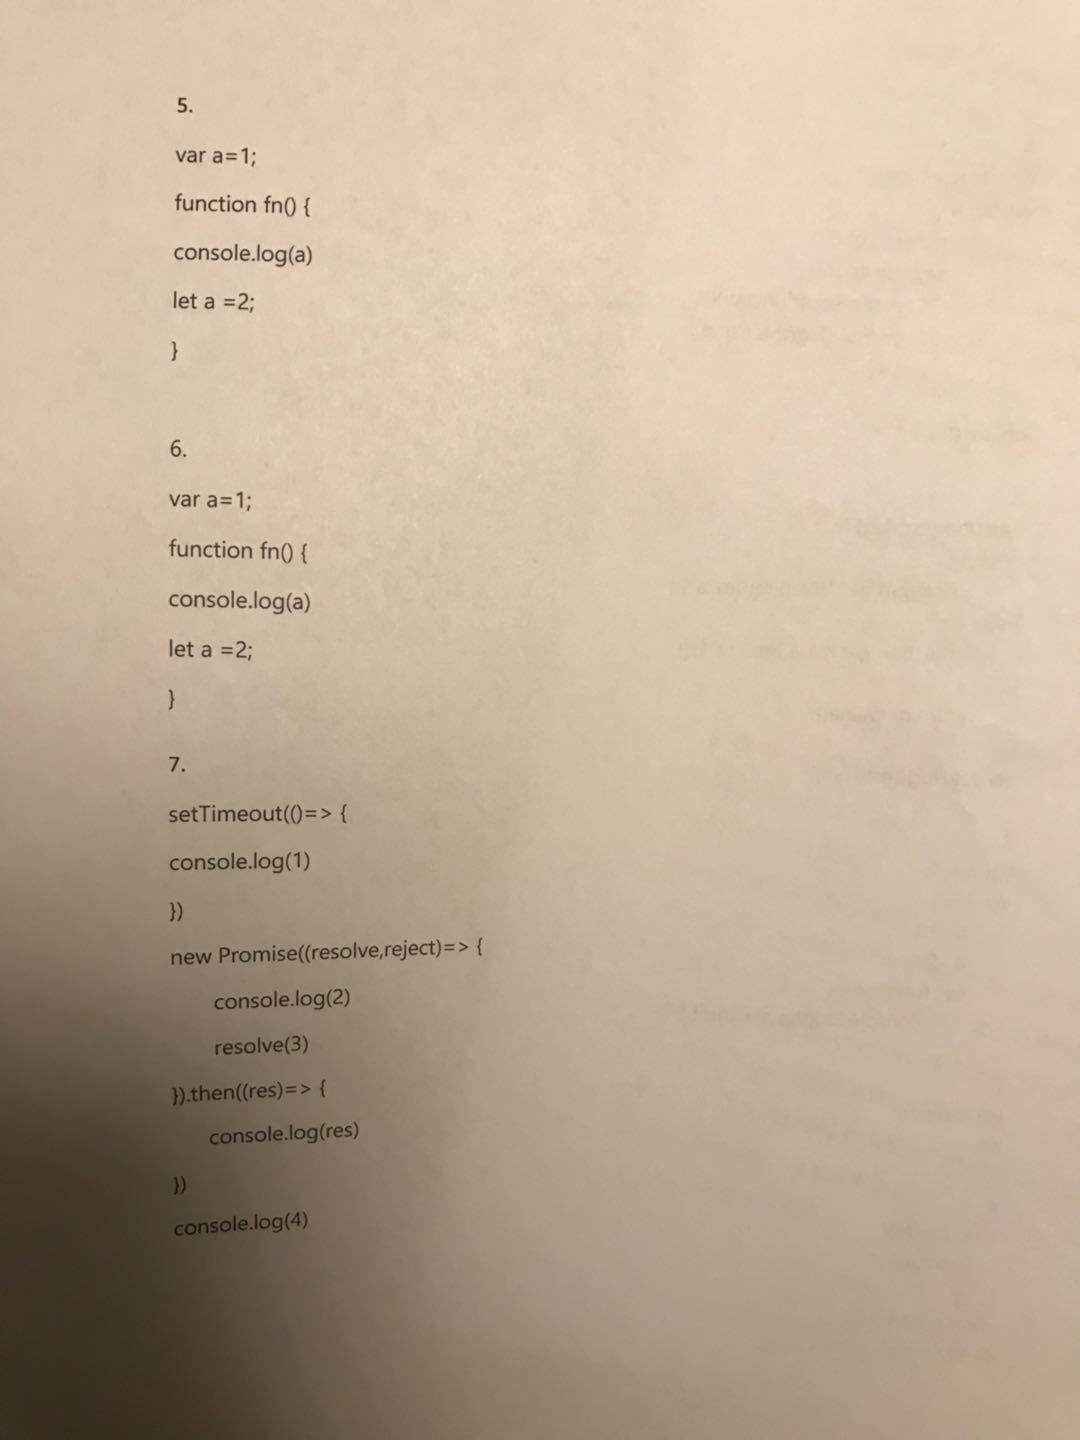 5.
var a=1;
function fn() {
console.log(a)
let a =2;
}
6.
var a=1;
function fn() {
console.log(a)
let a =2;
}
7.
setTimeout(()=> {
console.log(1)
})
new Promise((resolve,reject)=> {
console.log(2)
resolve(3)
}).then((res)=> {
console.log(res)
})
console.log(4)